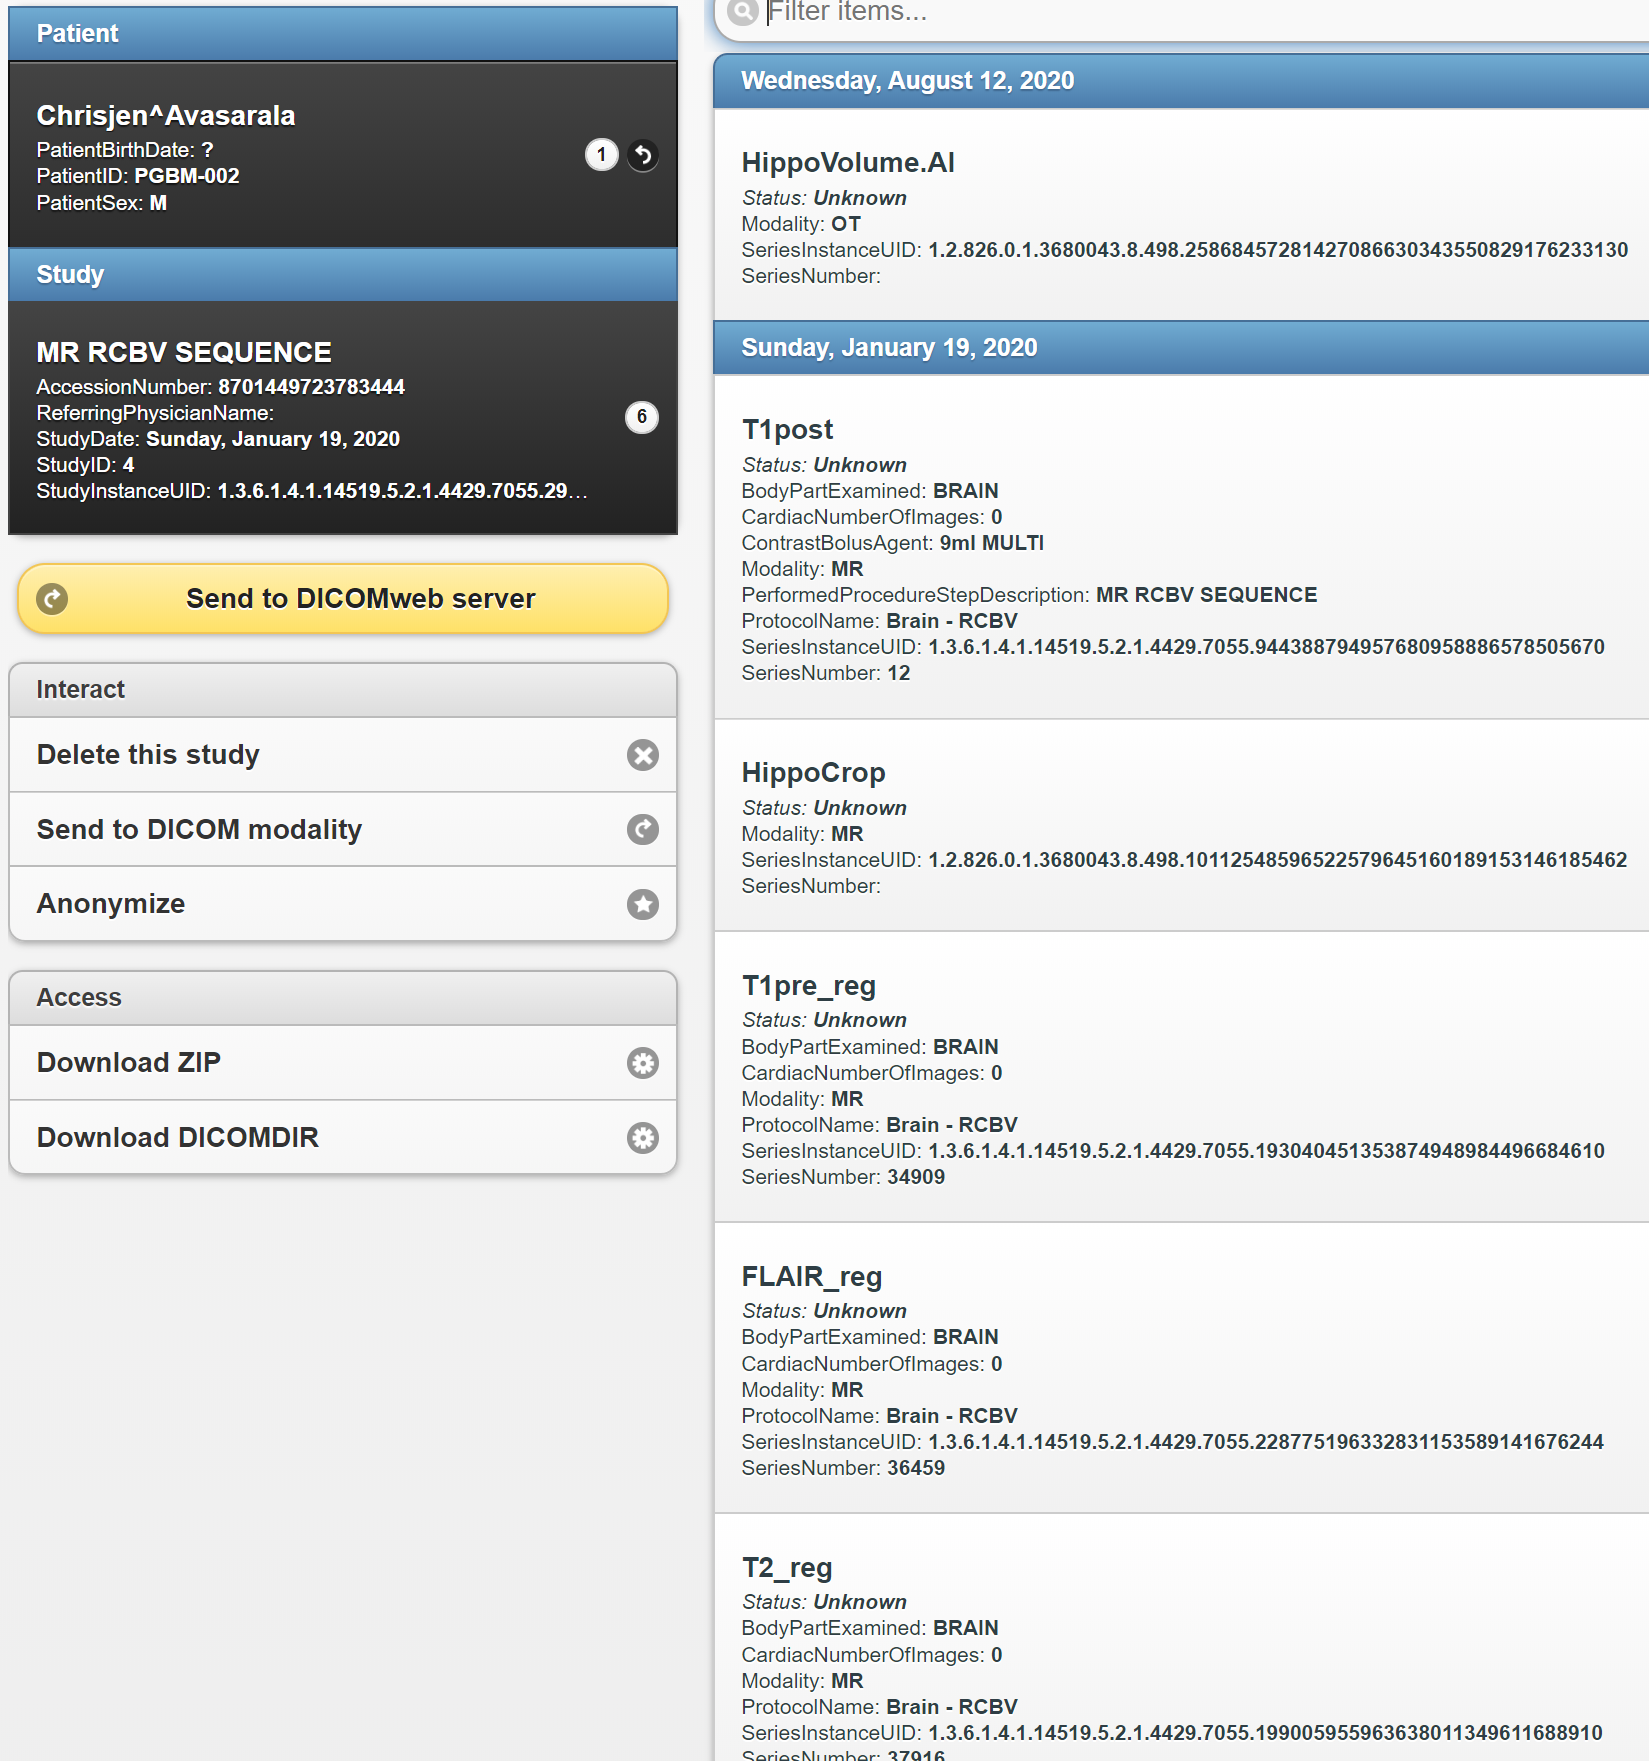 Patient
Chrisjen^Avasarala
PatientBirthDate: ?
PatientID: PGBM-002
PatientSex: M
1
Study
MR RCBV SEQUENCE
AccessionNumber: 8701449723783444
ReferringPhysicianName:
StudyDate: Sunday, January 19, 2020
StudyID: 4
StudyInstanceUID: 1.3.6.1.4.1.14519.5.2.1.4429.7055.29...
6
Send to DICOMweb server
Interact
Delete this study
Send to DICOM modality
Anonymize
Access
Download ZIP
Download DICOMDIR
Filter items...
Wednesday, August 12, 2020
HippoVolume.AI
Status: Unknown
Modality: OT
SeriesInstanceUID: 1.2.826.0.1.3680043.8.498.25868457281427086630343550829176233130
SeriesNumber:
Sunday, January 19, 2020
T1post
Status: Unknown
BodyPartExamined: BRAIN
CardiacNumberOfImages: 0
ContrastBolusAgent: 9ml MULTI
Modality: MR
PerformedProcedureStepDescription: MR RCBV SEQUENCE
ProtocolName: Brain - RCBV
SeriesInstanceUID: 1.3.6.1.4.1.14519.5.2.1.4429.7055.944388794957680958886578505670
SeriesNumber: 12
HippoCrop
Status: Unknown
Modality: MR
SeriesInstanceUID: 1.2.826.0.1.3680043.8.498.10112548596522579645160189153146185462
SeriesNumber:
T1pre_reg
Status: Unknown
BodyPartExamined: BRAIN
CardiacNumberOfImages: 0
Modality: MR
ProtocolName: Brain - RCBV
SeriesInstanceUID: 1.3.6.1.4.1.14519.5.2.1.4429.7055.193040451353874948984496684610
SeriesNumber: 34909
FLAIR_reg
Status: Unknown
BodyPartExamined: BRAIN
CardiacNumberOfImages: 0
Modality: MR
ProtocolName: Brain - RCBV
SeriesInstanceUID: 1.3.6.1.4.1.14519.5.2.1.4429.7055.228775196332831153589141676244
SeriesNumber: 36459
T2_reg
Status: Unknown
BodyPartExamined: BRAIN
CardiacNumberOfImages: 0
Modality: MR
ProtocolName: Brain - RCBV
SeriesInstanceUID: 1.3.6.1.4.1.14519.5.2.1.4429.7055.199005955963638011349611688910
SeriesNumber: 37916